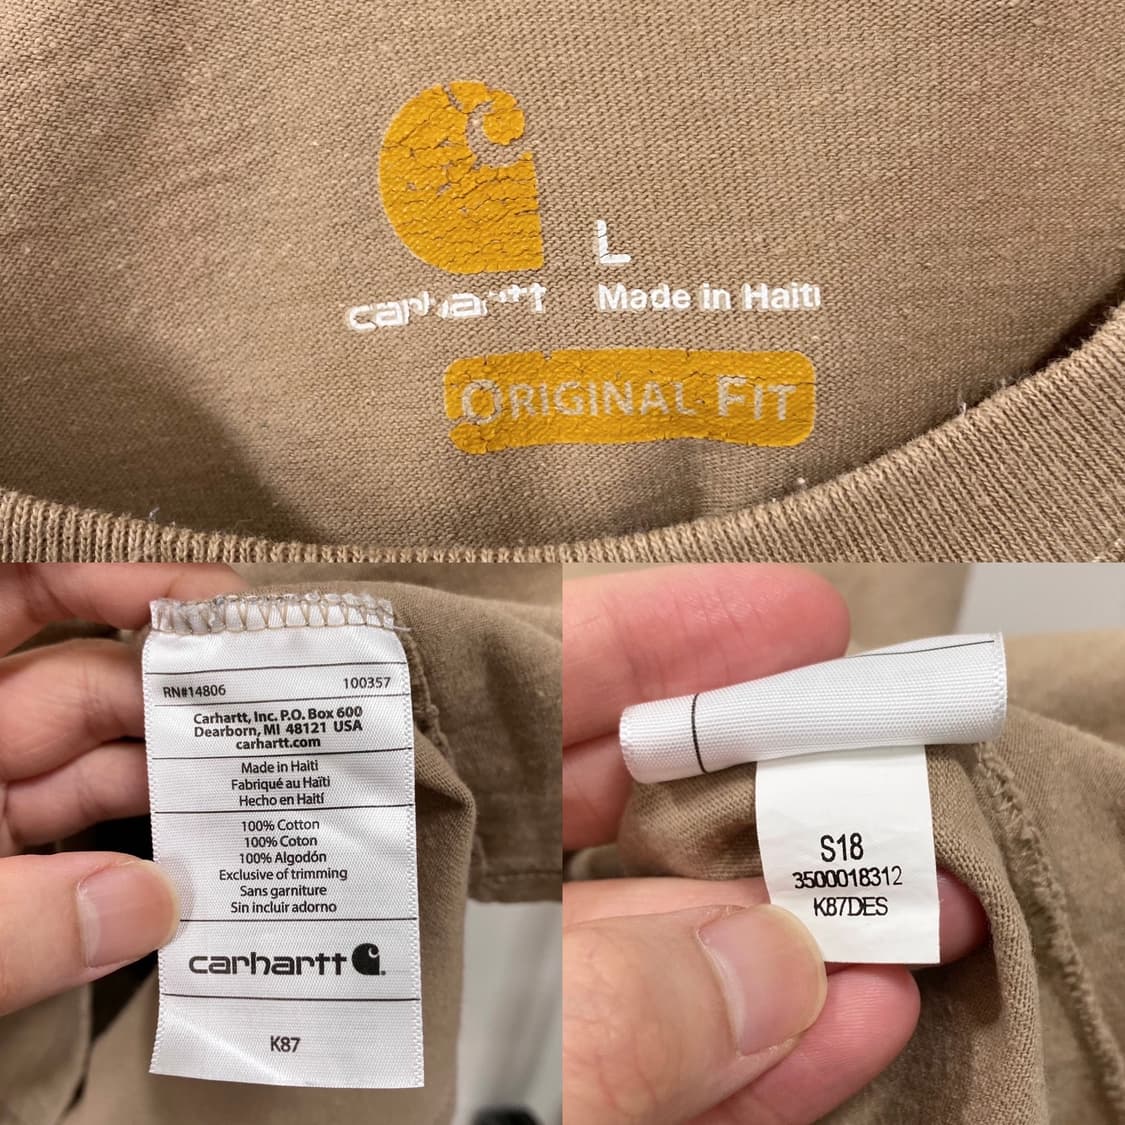 carhartt
L
Made in Haiti
ORIGINAL FIT
RN#14806 100357
Carhartt, Inc. P.O. Box 600
Dearborn, MI 48121 USA
carhartt.com
Made in Haiti
Fabriqué au Haïti
Hecho en Haití
100% Cotton
100% Coton
100% Algodón
Exclusive of trimming
Sans garniture
Sin incluir adorno
carhartt
K87
S18
3500018312
K87DES